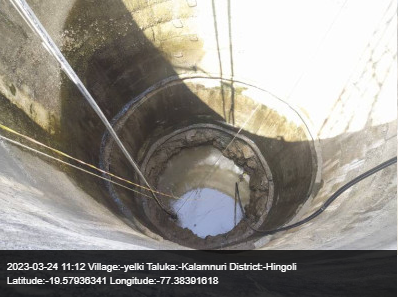 2023-03-24 11:12 Village:-yelki Taluka:-Kalamnuri District:-Hingoli
Latitude:-19.57936341 Longitude:-77.38391618